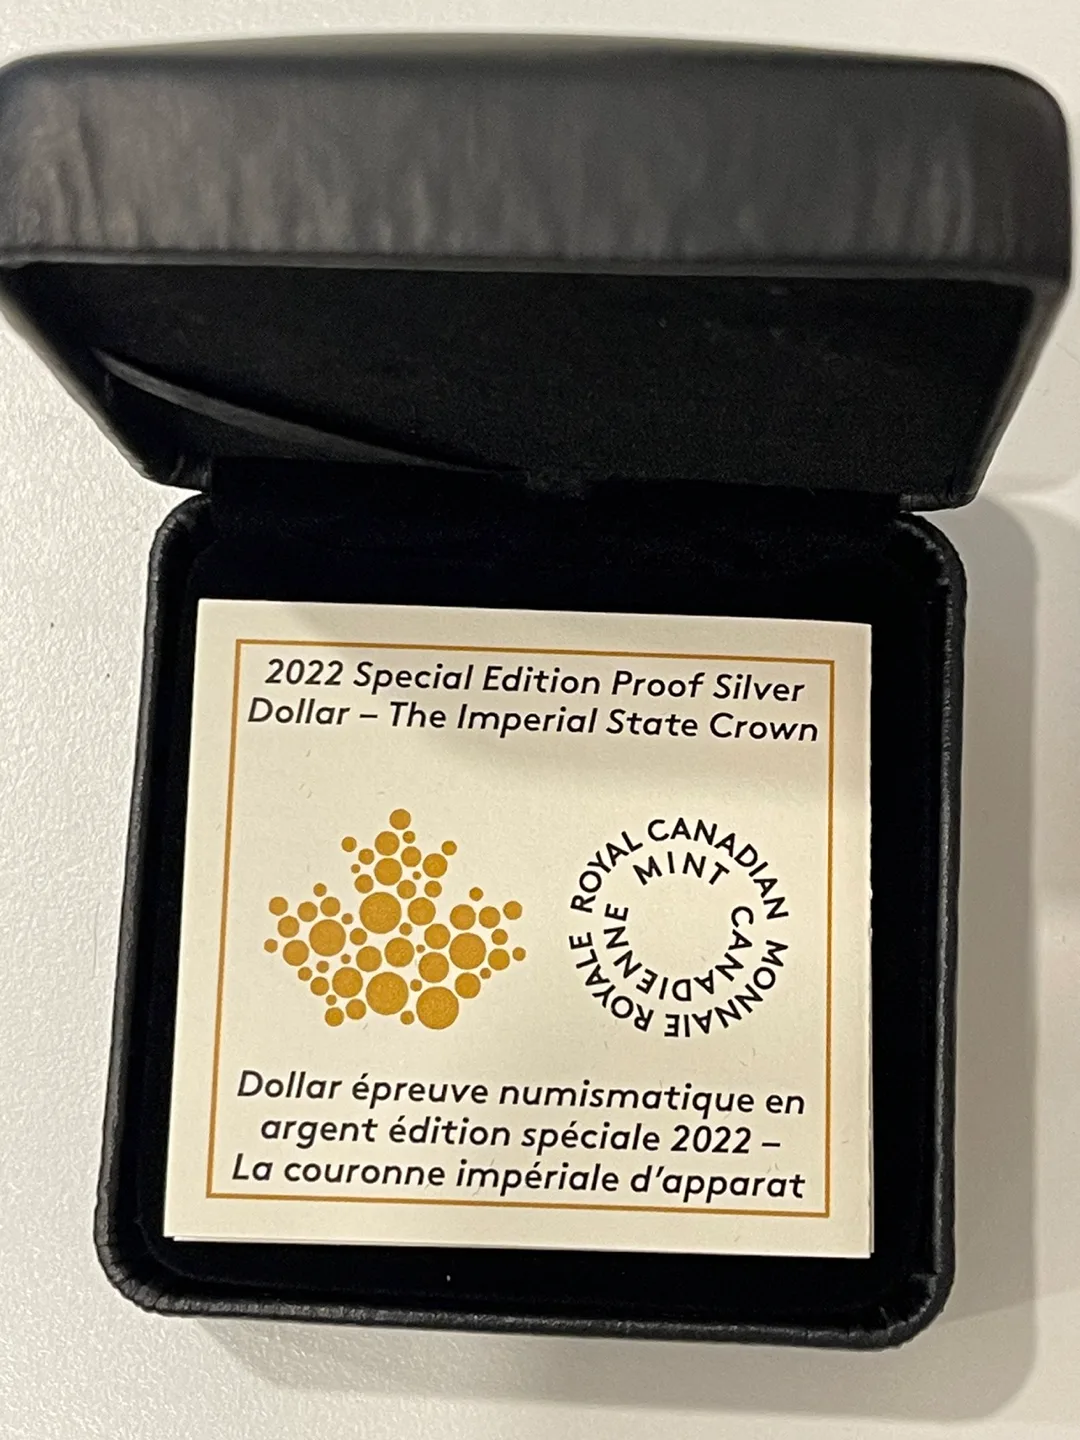 2022 Special Edition Proof Silver
Dollar – The Imperial State Crown
ROYAL CANADIAN
MINT
MONNAIE ROYALE
CANADIENNE
Dollar épreuve numismatique en
argent édition spéciale 2022 –
La couronne impériale d'apparat